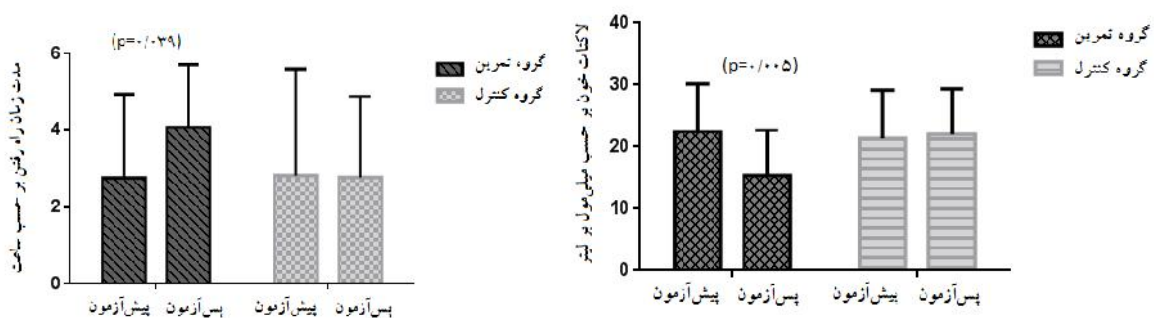 (p=۰/۰۳۹)
مدت زمان راه رفتن بر حسب ساعت
6
4
2
0
پیش‌آزمون پس‌آزمون پیش‌آزمون پس‌آزمون
گروه تمرین
گروه کنترل
لاکتات خون بر حسب میلی‌مول بر لیتر
40
30
20
10
0
(p=۰/۰۰۵)
پیش‌آزمون پس‌آزمون پیش‌آزمون پس‌آزمون
گروه تمرین
گروه کنترل